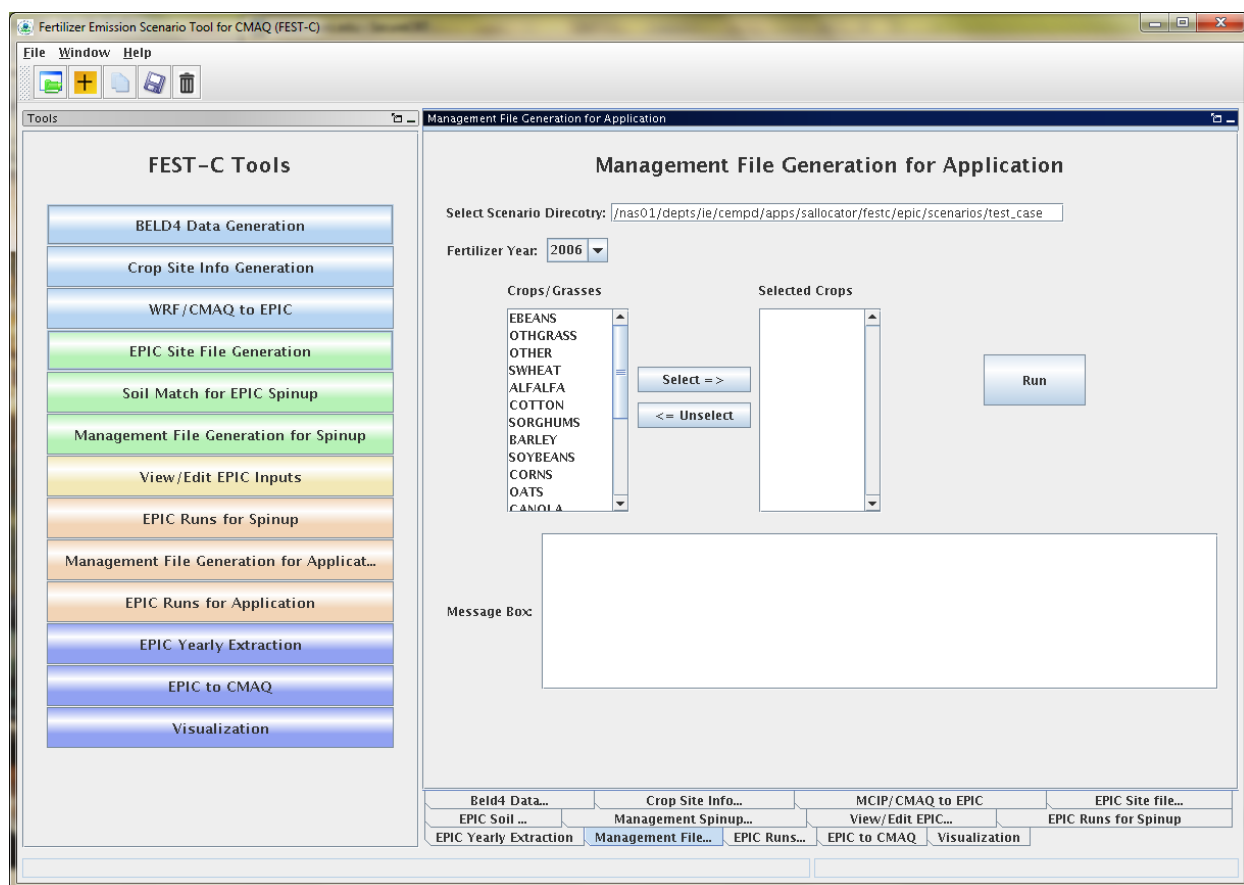 Fertilizer Emission Scenario Tool for CMAQ (FEST-C)
File Window Help
Tools
FEST-C Tools
BELD4 Data Generation
Crop Site Info Generation
WRF/CMAQ to EPIC
EPIC Site File Generation
Soil Match for EPIC Spinup
Management File Generation for Spinup
View/Edit EPIC Inputs
EPIC Runs for Spinup
Management File Generation for Applicat...
EPIC Runs for Application
EPIC Yearly Extraction
EPIC to CMAQ
Visualization
Management File Generation for Application
Management File Generation for Application
Select Scenario Direcotry: /nas01/depts/ie/cempd/apps/sallocator/festc/epic/scenarios/test_case
Fertilizer Year: 2006
Crops/Grasses
EBEANS
OTHGRASS
OTHER
SWHEAT
ALFALFA
COTTON
SORGHUMS
BARLEY
SOYBEANS
CORNS
OATS
CANOLA
Select =>
<= Unselect
Selected Crops
Run
Message Box:
Beld4 Data... Crop Site Info... MCIP/CMAQ to EPIC EPIC Site file...
EPIC Soil ... Management Spinup... View/Edit EPIC... EPIC Runs for Spinup
EPIC Yearly Extraction Management File... EPIC Runs... EPIC to CMAQ Visualization